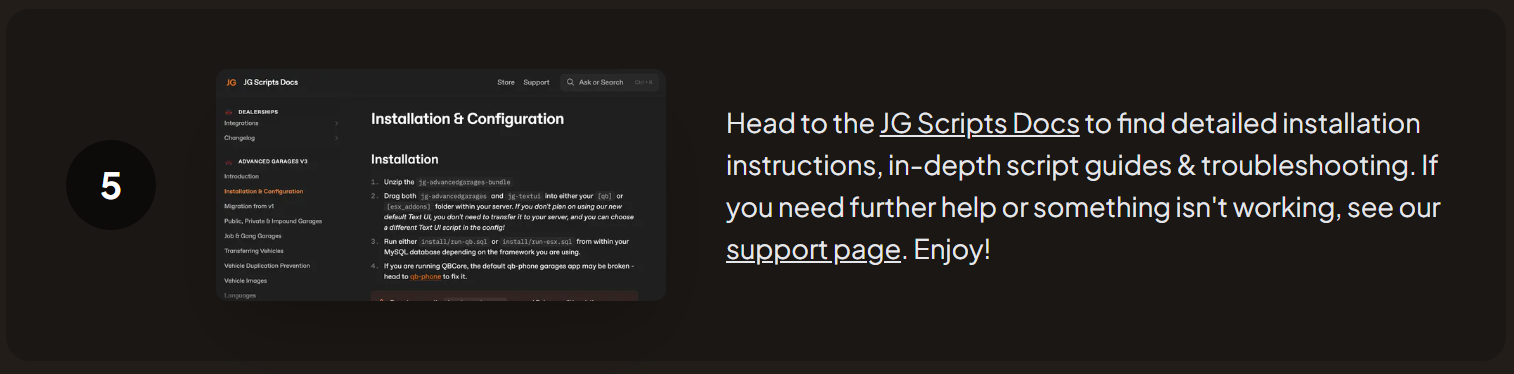 5
JG JG Scripts Docs
Store Support Ask or Search Ctrl + K
DEALERSHIPS
Integrations
Changelog
ADVANCED GARAGES V3
Introduction
Installation & Configuration
Migration from v1
Public, Private & Impound Garages
Job & Gang Garages
Transferring Vehicles
Vehicle Duplication Prevention
Vehicle Images
Languages
Installation & Configuration
Installation
1. Unzip the jg-advancedgarages-bundle
2. Drag both jg-advancedgarages and jg-textui into either your [qb] or
[esx_addons] folder within your server. If you don't plan on using our new
default Text UI, you don't need to transfer it to your server, and you can choose
a different Text UI script in the config!
3. Run either install/run-qb.sql or install/run-esx.sql from within your
MySQL database depending on the framework you are using.
4. If you are running QBCore, the default qb-phone garages app may be broken -
head to qb-phone to fix it.
Head to the JG Scripts Docs to find detailed installation
instructions, in-depth script guides & troubleshooting. If
you need further help or something isn't working, see our
support page. Enjoy!